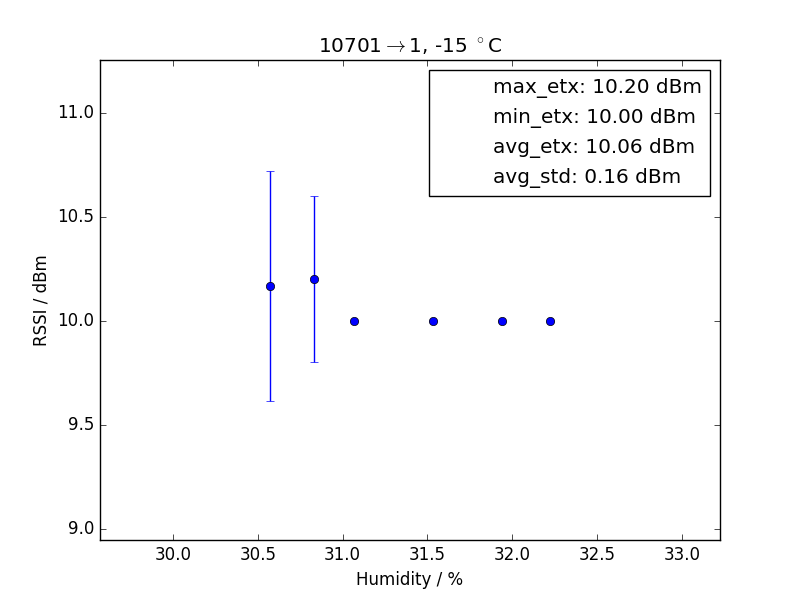 10701→1, -15 °C
max_etx: 10.20 dBm
min_etx: 10.00 dBm
avg_etx: 10.06 dBm
avg_std: 0.16 dBm
RSSI / dBm
11.0
10.5
10.0
9.5
9.0
30.0 30.5 31.0 31.5 32.0 32.5 33.0
Humidity / %